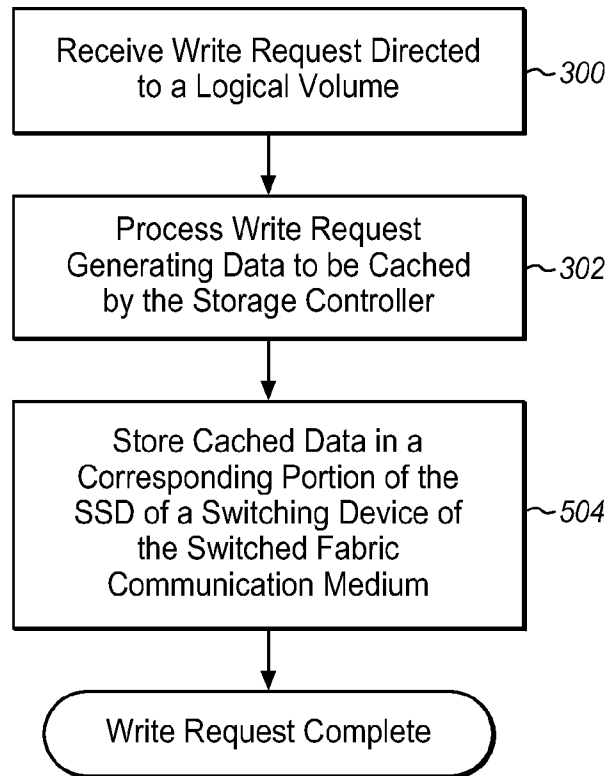 Receive Write Request Directed
to a Logical Volume
300
Process Write Request
Generating Data to be Cached
by the Storage Controller
302
Store Cached Data in a
Corresponding Portion of the
SSD of a Switching Device of
the Switched Fabric
Communication Medium
504
Write Request Complete